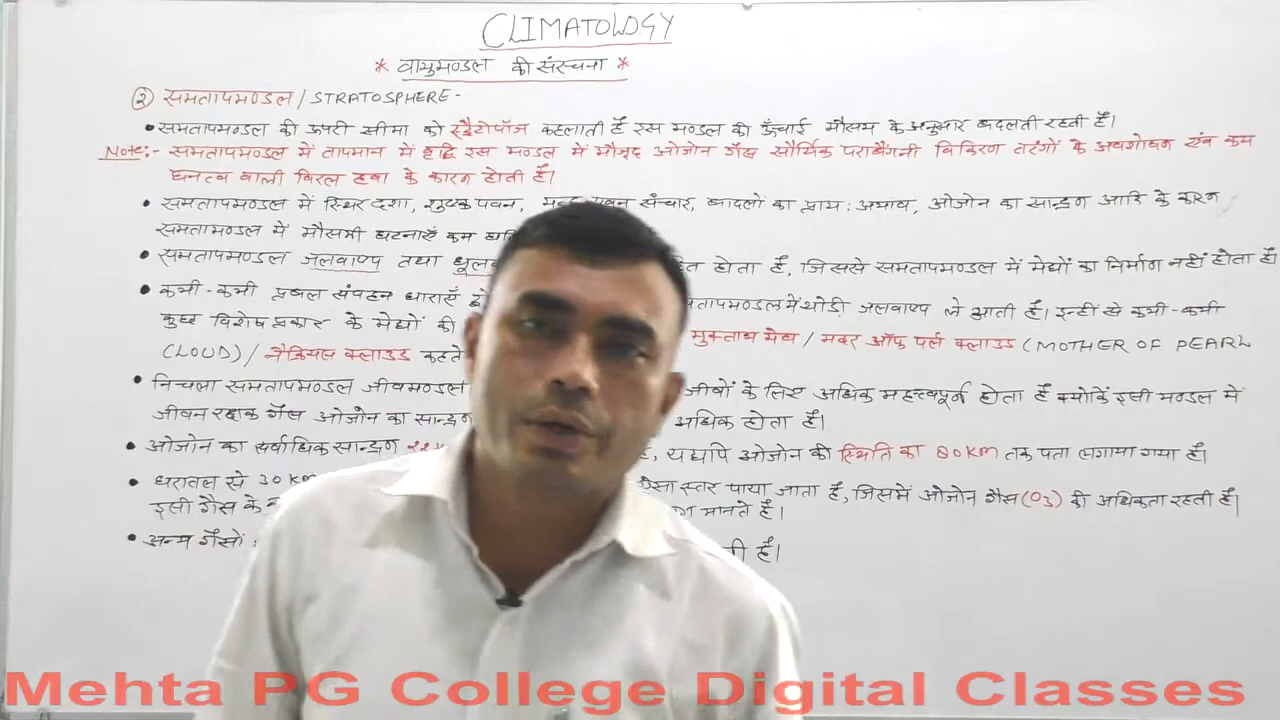 CLIMATOLOGY
* वायुमण्डल की संरचना *
② समतापमण्डल / STRATOSPHERE -
• समतापमण्डल की ऊपरी सीमा को स्ट्रैटोपॉज कहलाती हैं इस मण्डल की ऊँचाई मौसम के अनुसार बदलती रहती हैं।
Note:- समतापमण्डल में तापमान में वृद्धि इस मण्डल में मौजूद ओजोन गैस सौर्यिक पराबैंगनी विकिरण तरंगों के अवशोषण एंव कम
घनत्व वाली विरल हवा के कारण होती हैं।
• समतापमण्डल में स्थिर दशा, शुष्क पवन, पवन संचार, बादलों का प्राय: अभाव, ओजोन का सान्द्रण आदि के कारण
समतामण्डल में मौसमी घटनाएँ कम
• समतापमण्डल जलवाष्प तथा होता हैं, जिससे समतापमण्डल में मेघों का निर्माण नहीं होता हैं।
• कभी-कभी प्रबल संवहन धाराएँ में थोडी जलवाष्प ले आती हैं। इन्हीं से कभी-कभी
कुछ विशेष प्रकार के मेघों की मुक्ताभ मेघ / मदर ऑफ पर्ल क्लाउड (MOTHER OF PEARL
CLOUD) / नैक्रियस क्लाउड कहते
• निचला समतापमण्डल जीवमण्डल जीवों के लिए अधिक महत्त्वपूर्ण होता हैं क्योंकि इसी मण्डल में
जीवन रक्षक गैस ओजोन का सान्द्रण अधिक होता हैं।
• ओजोन का सर्वाधिक सान्द्रण यद्यपि ओजोन की स्थिति का 80KM तक पता लगाया गया हैं।
• धरातल से 30 KM ऐसा स्तर पाया जाता हैं, जिसमें ओजोन गैस (O3) की अधिकता रहती हैं।
इसी गैस के मानते हैं।
• अन्य गैसों हैं।
Mehta PG College Digital Classes